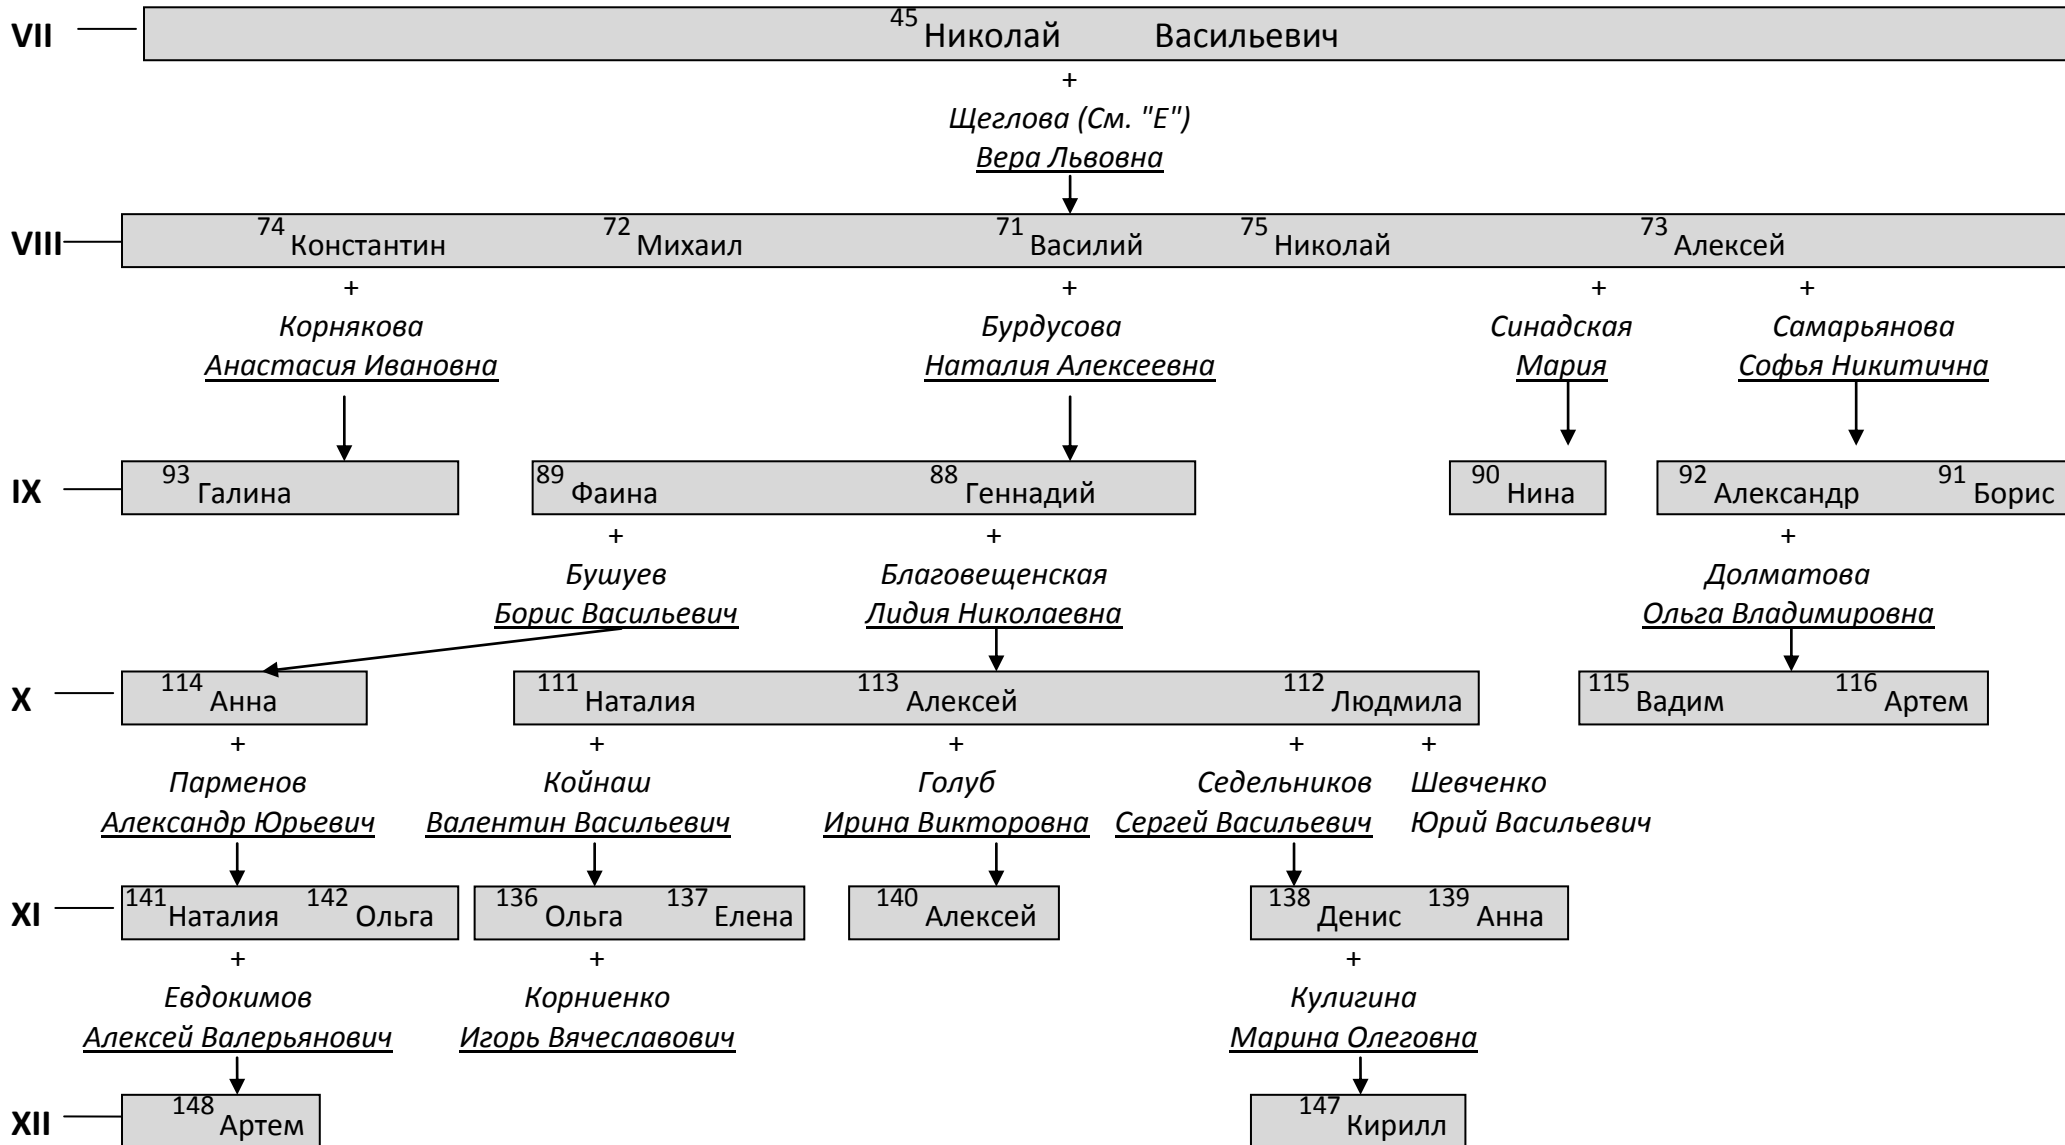 VII 45 Николай Васильевич
+
Щеглова (См. "Е")
Вера Львовна
VIII 74 Константин 72 Михаил 71 Василий 75 Николай 73 Алексей
+ + + +
Корнякова Бурдусова Синадская Самарьянова
Анастасия Ивановна Наталия Алексеевна Мария Софья Никитична
IX 93 Галина 89 Фаина 88 Геннадий 90 Нина 92 Александр 91 Борис
+ + +
Бушуев Благовещенская Долматова
Борис Васильевич Лидия Николаевна Ольга Владимировна
X 114 Анна 111 Наталия 113 Алексей 112 Людмила 115 Вадим 116 Артем
+ + + + +
Парменов Койнаш Голуб Седельников Шевченко
Александр Юрьевич Валентин Васильевич Ирина Викторовна Сергей Васильевич Юрий Васильевич
XI 141 Наталия 142 Ольга 136 Ольга 137 Елена 140 Алексей 138 Денис 139 Анна
+ + +
Евдокимов Корниенко Кулигина
Алексей Валерьянович Игорь Вячеславович Марина Олеговна
XII 148 Артем 147 Кирилл